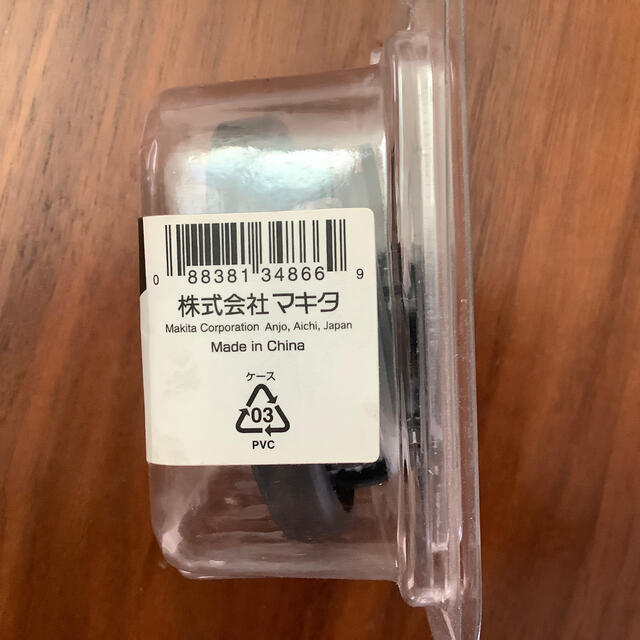 0 88381 34866 9
株式会社 マキタ
Makita Corporation Anjo, Aichi, Japan
Made in China
ケース
03
PVC